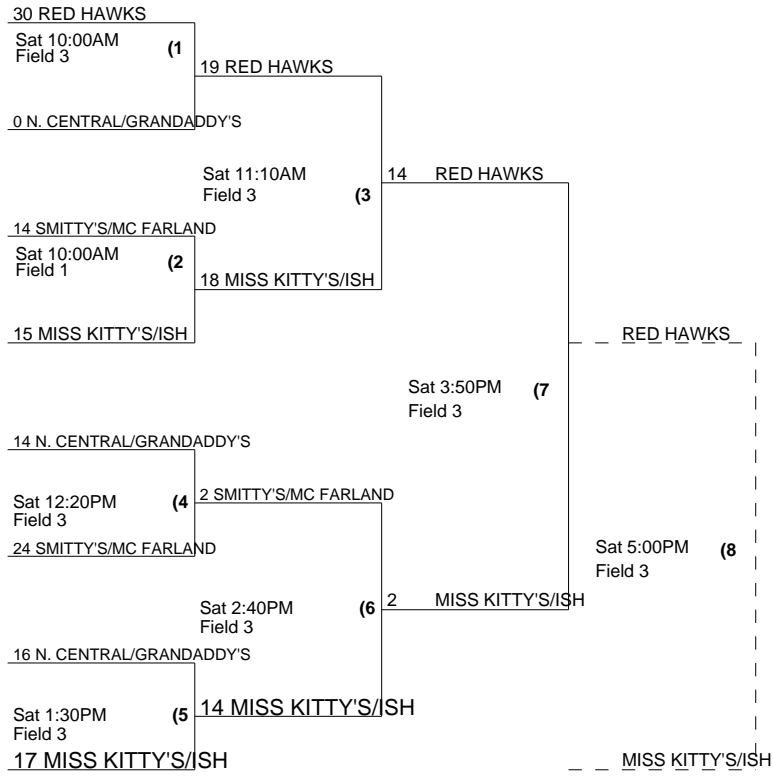 30 RED HAWKS
Sat 10:00AM (1
Field 3
19 RED HAWKS
0 N. CENTRAL/GRANDADDY'S
Sat 11:10AM
Field 3 (3
14 RED HAWKS
14 SMITTY'S/MC FARLAND
Sat 10:00AM (2
Field 1
18 MISS KITTY'S/ISH
15 MISS KITTY'S/ISH
RED HAWKS
Sat 3:50PM (7
Field 3
14 N. CENTRAL/GRANDADDY'S
Sat 12:20PM (4
Field 3
2 SMITTY'S/MC FARLAND
24 SMITTY'S/MC FARLAND
Sat 5:00PM (8
Field 3
Sat 2:40PM (6
Field 3
2 MISS KITTY'S/ISH
16 N. CENTRAL/GRANDADDY'S
Sat 1:30PM (5
Field 3
14 MISS KITTY'S/ISH
17 MISS KITTY'S/ISH
MISS KITTY'S/ISH